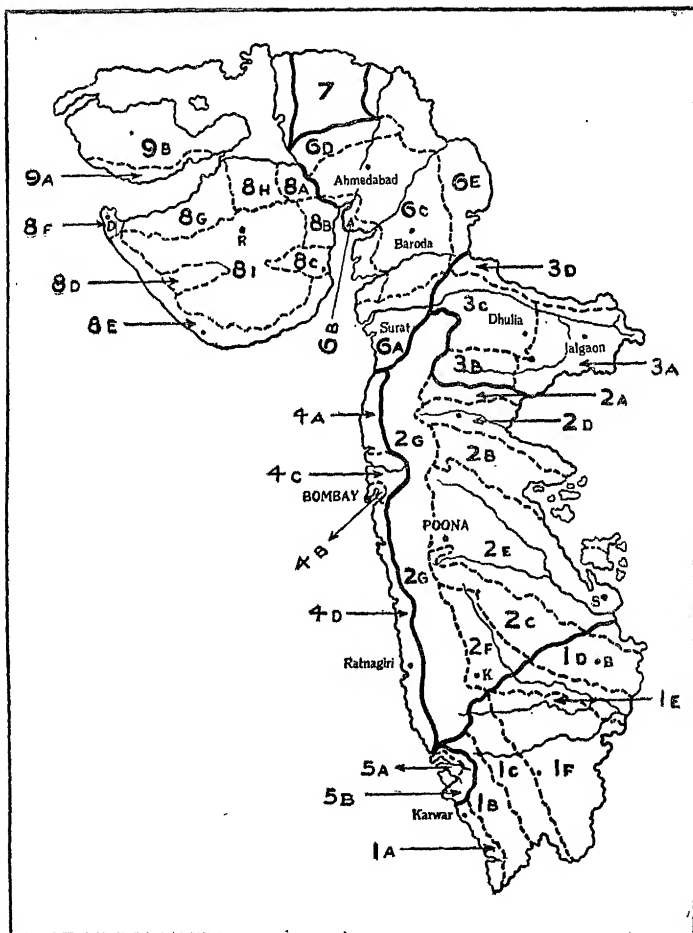 7
9B
6D
9A
8H
8A
Ahmedabad
6E
8F
D
8G
8B
A
6C
R
Baroda
8D
8I
8C
3D
8E
6B
3C
Surat
Dhulia
6A
3B
Jalgaon
3A
4A
2A
2G
2D
4C
2B
BOMBAY
4B
POONA
2E
2G
S
4D
2C
2F
1D
B
Ratnagiri
K
1E
5A
1C
1F
5B
1B
Karwar
1A